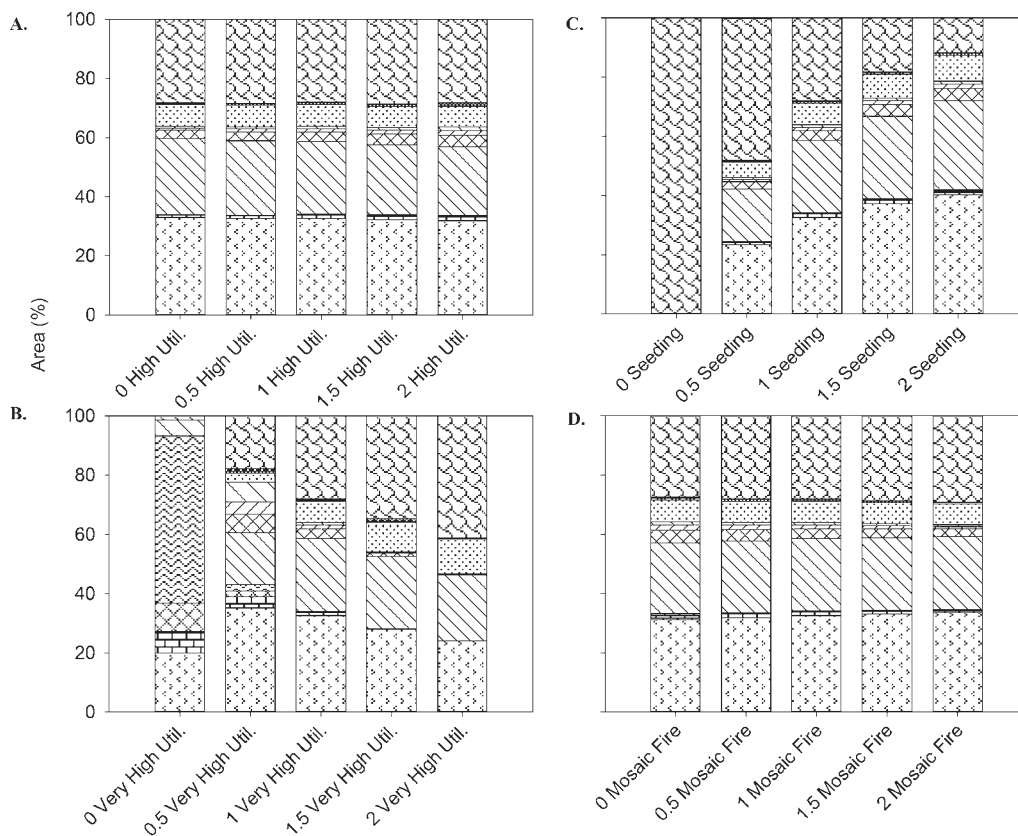 A.
100
80
60
40
20
0
0 High Util.
0.5 High Util.
1 High Util.
1.5 High Util.
2 High Util.
Area (%)
C.
0 Seeding
0.5 Seeding
1 Seeding
1.5 Seeding
2 Seeding
B.
100
80
60
40
20
0
0 Very High Util.
0.5 Very High Util.
1 Very High Util.
1.5 Very High Util.
2 Very High Util.
D.
0 Mosaic Fire
0.5 Mosaic Fire
1 Mosaic Fire
1.5 Mosaic Fire
2 Mosaic Fire